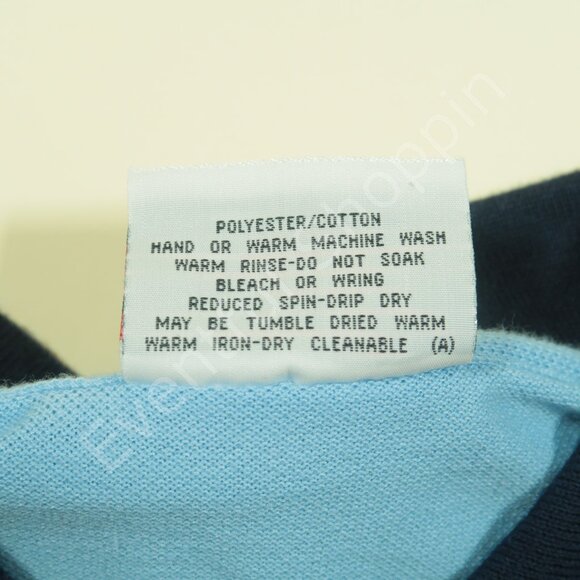 POLYESTER/COTTON
HAND OR WARM MACHINE WASH
WARM RINSE-DO NOT SOAK
BLEACH OR WRING
REDUCED SPIN-DRIP DRY
MAY BE TUMBLE DRIED WARM
WARM IRON-DRY CLEANABLE (A)